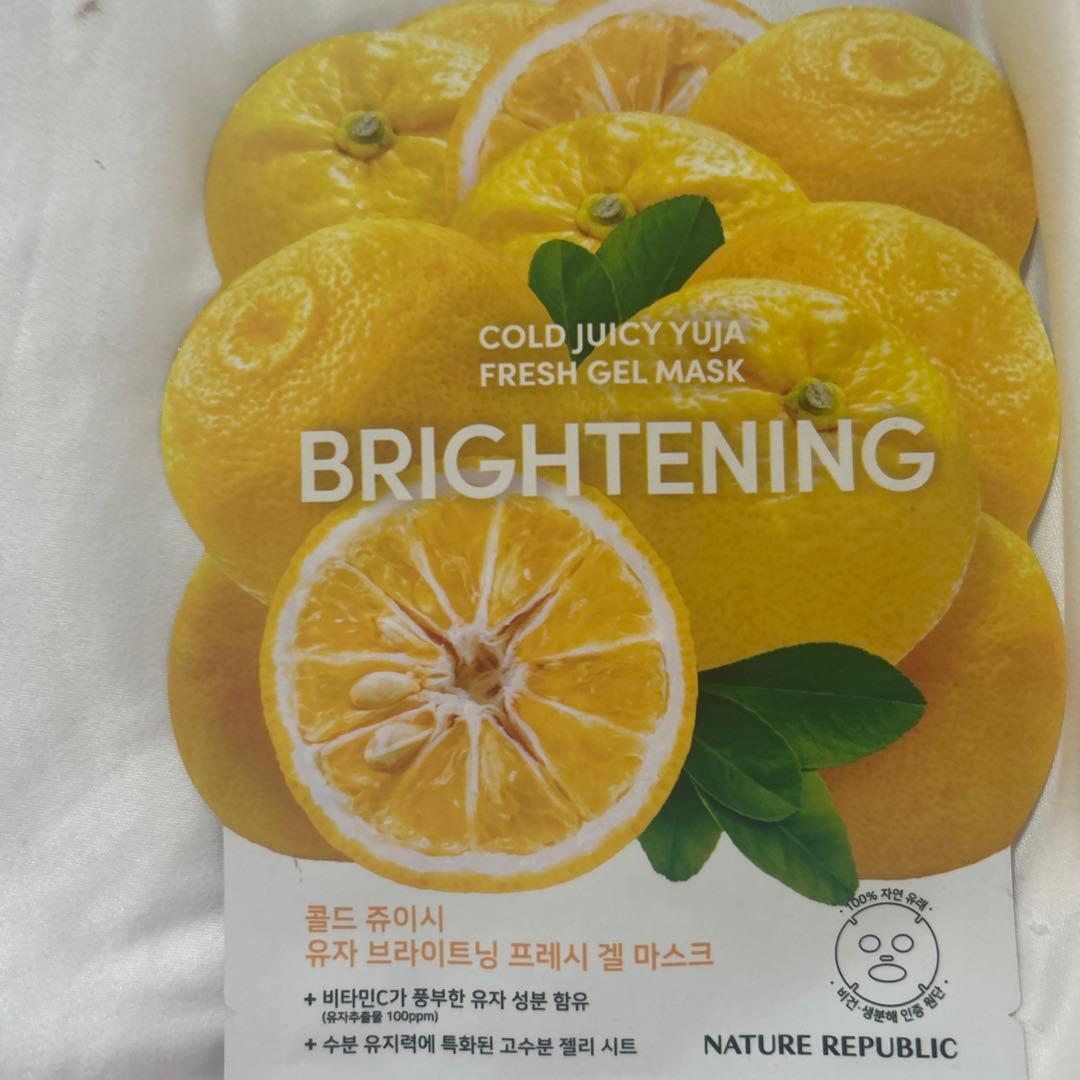 COLD JUICY YUJA
FRESH GEL MASK
BRIGHTENING
콜드 쥬이시
유자 브라이트닝 프레시 겔 마스크
+ 비타민C가 풍부한 유자 성분 함유
(유자추출물 100ppm)
+ 수분 유지력에 특화된 고수분 젤리 시트
· 100% 자연 유래 ·
· 비건·생분해 인증 원단 ·
NATURE REPUBLIC